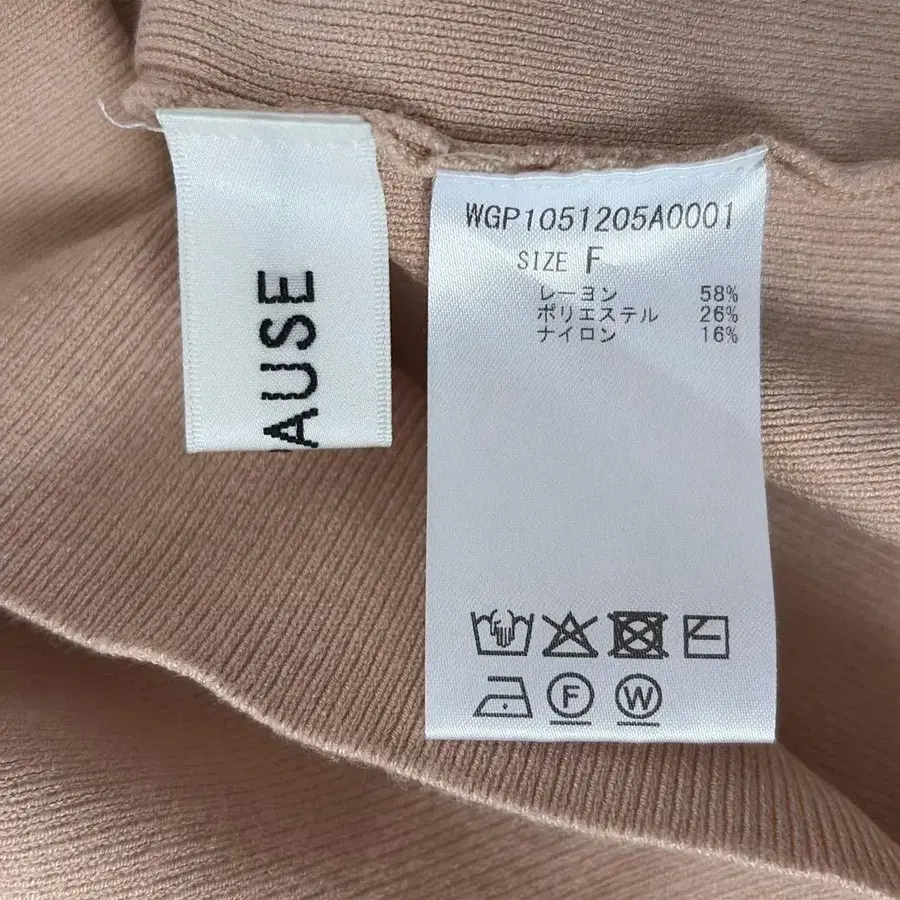 WGP1051205A0001
SIZE F
レーヨン 58%
ポリエステル 26%
ナイロン 16%
F W